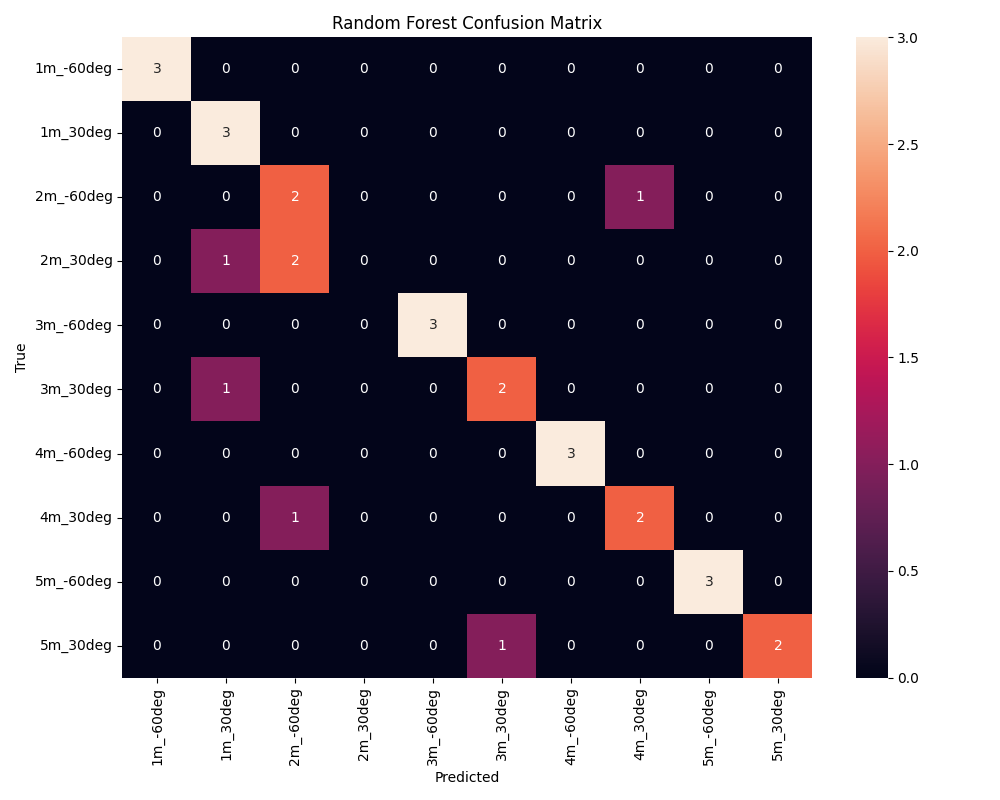 Random Forest Confusion Matrix
1m_-60deg 3 0 0 0 0 0 0 0 0 0
1m_30deg 0 3 0 0 0 0 0 0 0 0
2m_-60deg 0 0 2 0 0 0 0 1 0 0
2m_30deg 0 1 2 0 0 0 0 0 0 0
3m_-60deg 0 0 0 0 3 0 0 0 0 0
3m_30deg 0 1 0 0 0 2 0 0 0 0
4m_-60deg 0 0 0 0 0 0 3 0 0 0
4m_30deg 0 0 1 0 0 0 0 2 0 0
5m_-60deg 0 0 0 0 0 0 0 0 3 0
5m_30deg 0 0 0 0 0 1 0 0 0 2
True
1m_-60deg 1m_30deg 2m_-60deg 2m_30deg 3m_-60deg 3m_30deg 4m_-60deg 4m_30deg 5m_-60deg 5m_30deg
Predicted
3.0
2.5
2.0
1.5
1.0
0.5
0.0